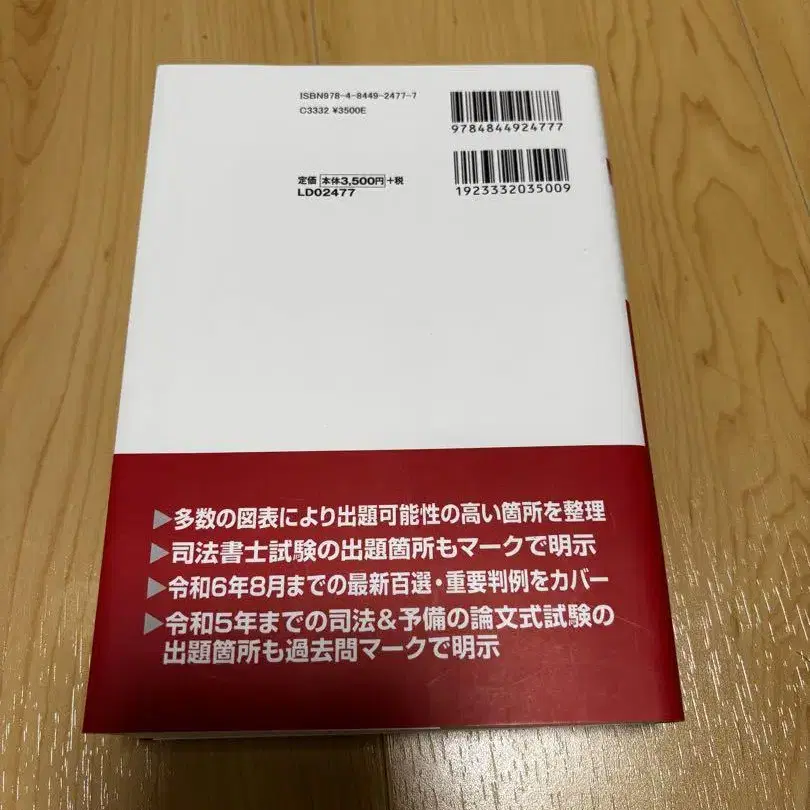 ISBN978-4-8449-2477-7
C3332 ¥3500E
9784844924777
定価 本体3,500円+税
LD02477
1923332035009
▶多数の図表により出題可能性の高い箇所を整理
▶司法書士試験の出題箇所もマークで明示
▶令和6年8月までの最新百選・重要判例をカバー
▶令和5年までの司法&予備の論文式試験の
出題箇所も過去問マークで明示